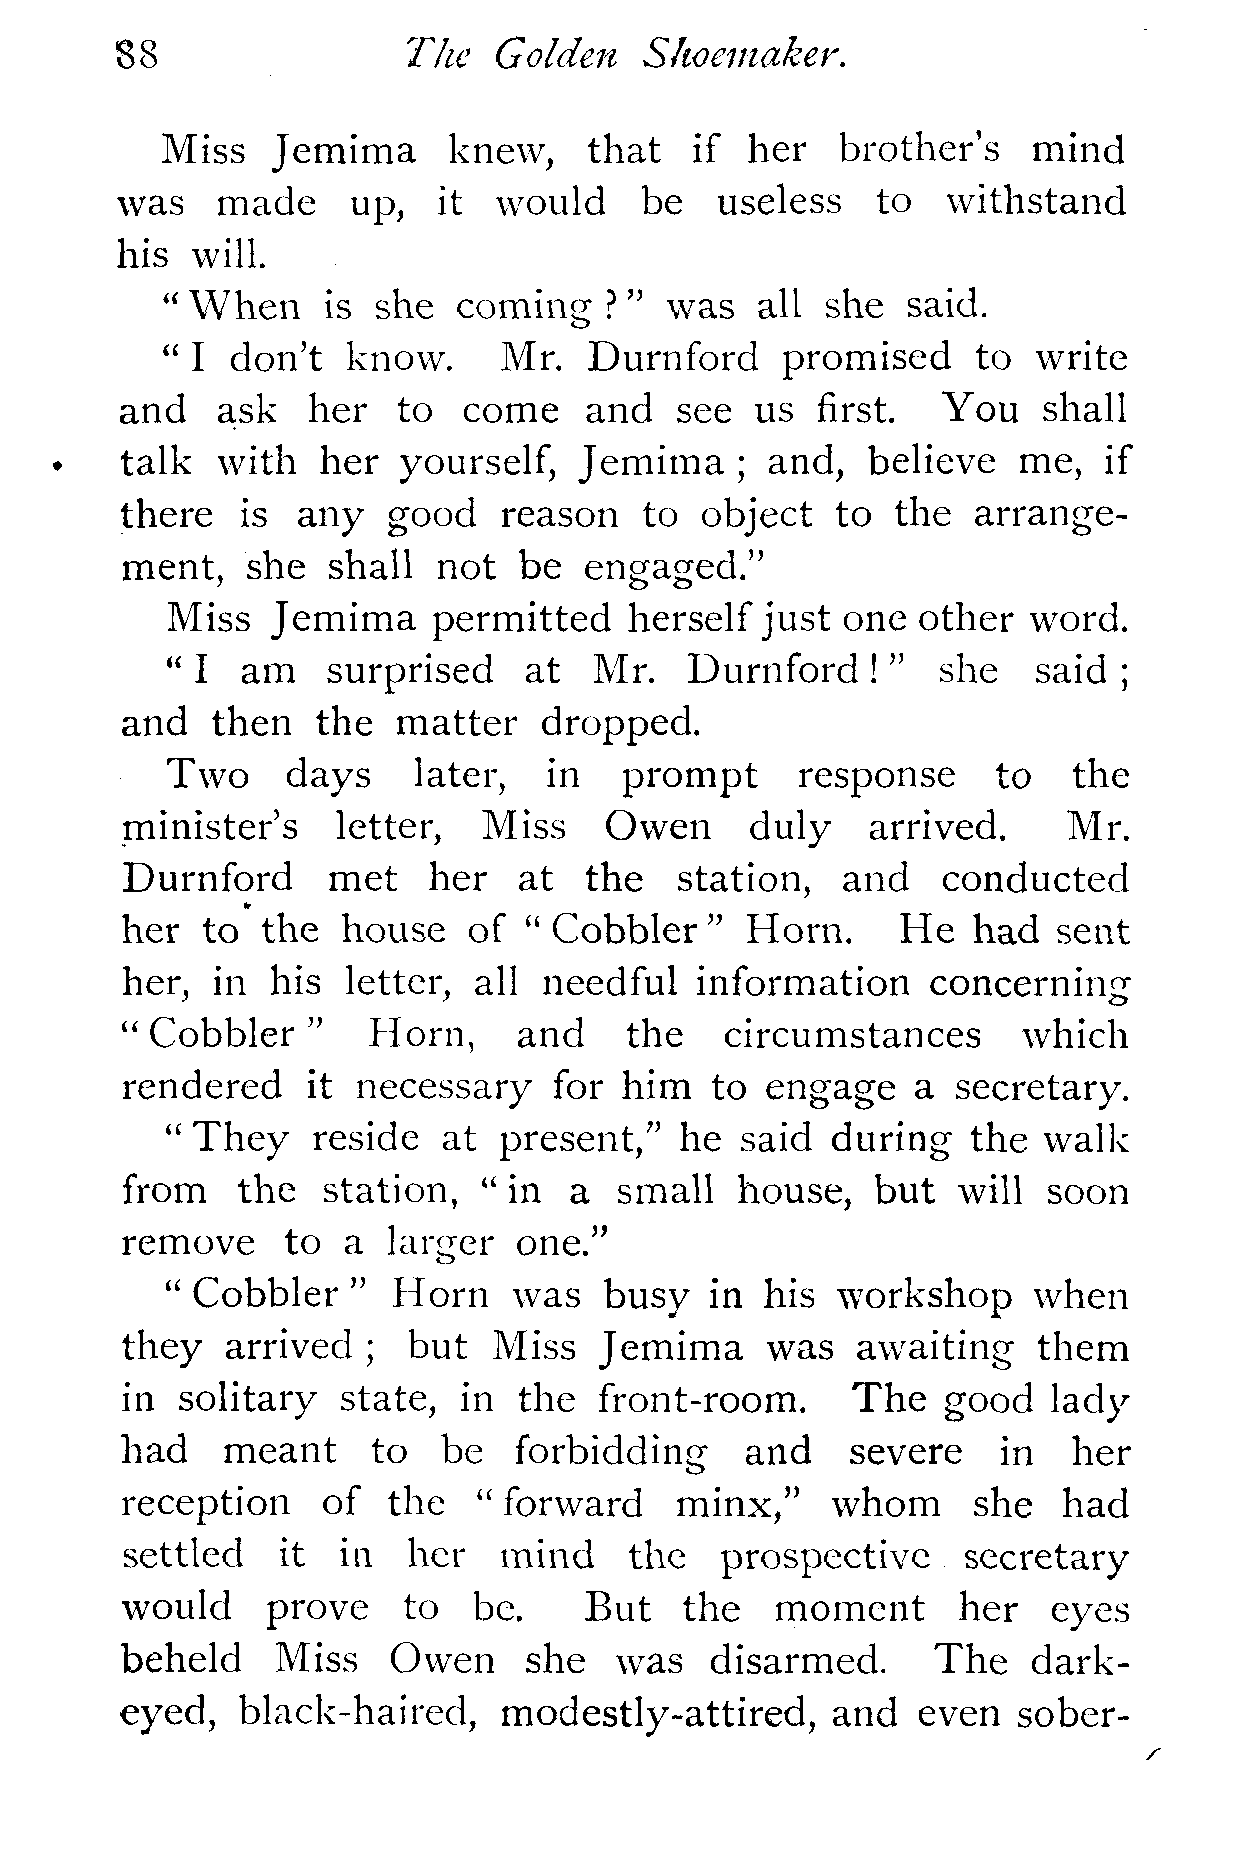 88 The Golden Shoemaker.
Miss Jemima knew, that if her brother's mind
was made up, it would be useless to withstand
his will.
" When is she coming ? " was all she said.
" I don't know. Mr. Durnford promised to write
and ask her to come and see us first. You shall
talk with her yourself, Jemima ; and, believe me, if
there is any good reason to object to the arrange-
ment, she shall not be engaged."
Miss Jemima permitted herself just one other word.
" I am surprised at Mr. Durnford ! " she said ;
and then the matter dropped.
Two days later, in prompt response to the
minister's letter, Miss Owen duly arrived. Mr.
Durnford met her at the station, and conducted
her to the house of " Cobbler " Horn. He had sent
her, in his letter, all needful information concerning
" Cobbler " Horn, and the circumstances which
rendered it necessary for him to engage a secretary.
" They reside at present," he said during the walk
from the station, " in a small house, but will soon
remove to a larger one."
" Cobbler " Horn was busy in his workshop when
they arrived ; but Miss Jemima was awaiting them
in solitary state, in the front-room. The good lady
had meant to be forbidding and severe in her
reception of the " forward minx," whom she had
settled it in her mind the prospective secretary
would prove to be. But the moment her eyes
beheld Miss Owen she was disarmed. The dark-
eyed, black-haired, modestly-attired, and even sober-